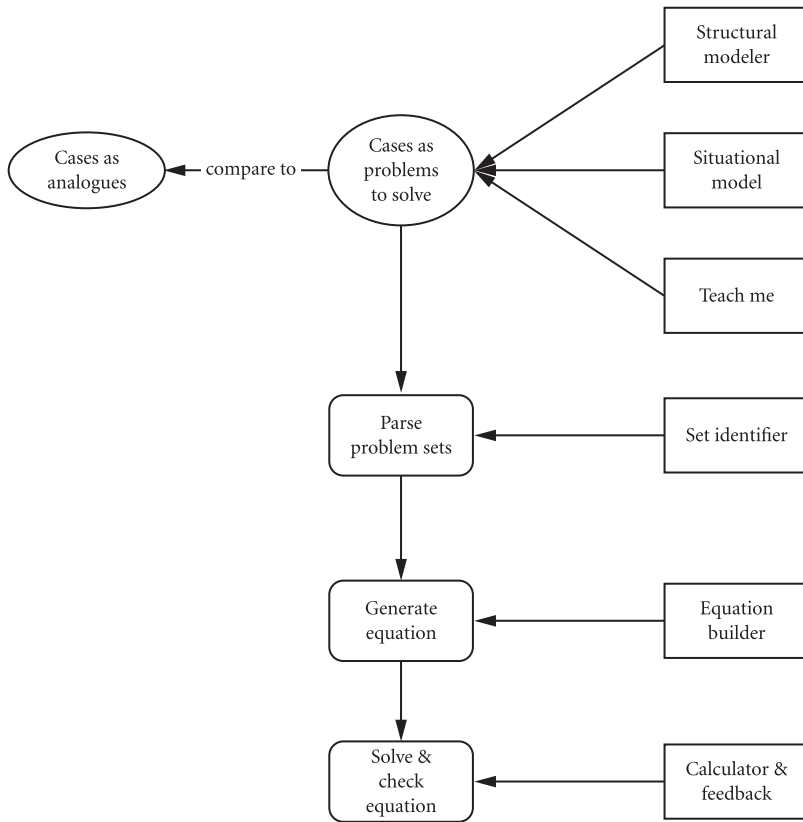 Structural
modeler
Cases as
analogues
compare to
Cases as
problems
to solve
Situational
model
Teach me
Parse
problem sets
Set identifier
Generate
equation
Equation
builder
Solve &
check
equation
Calculator &
feedback